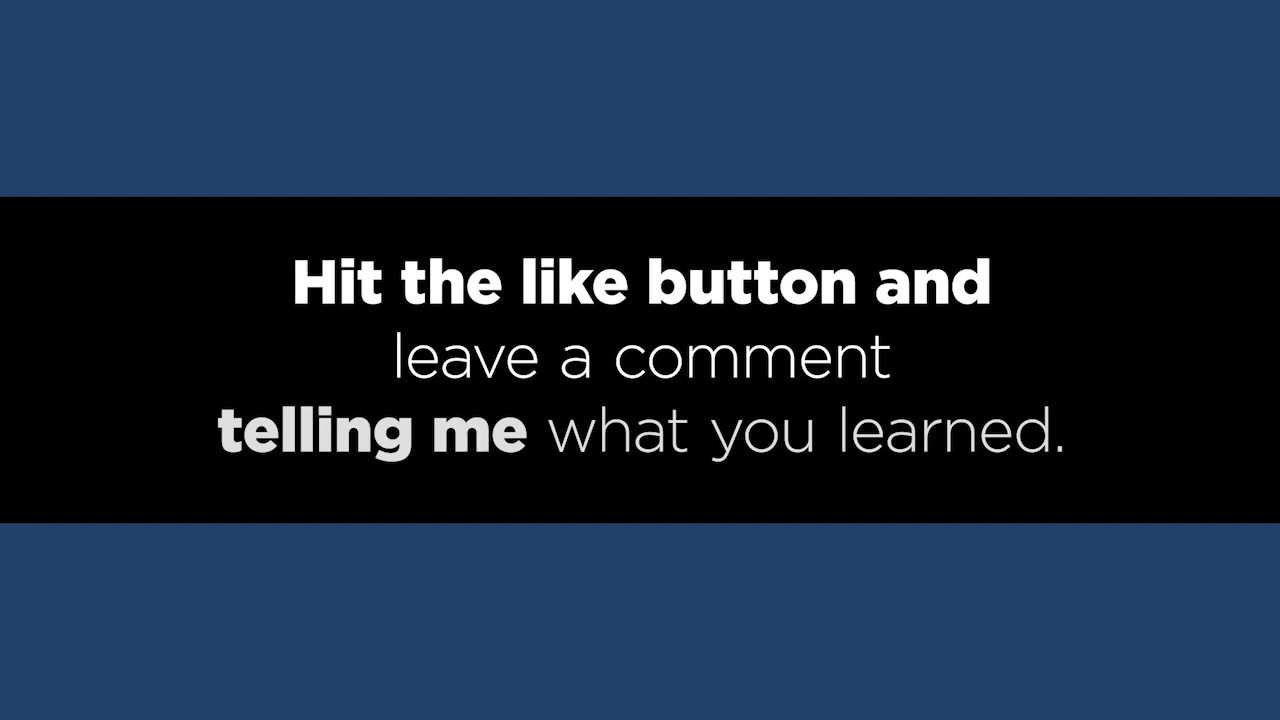 Hit the like button and
leave a comment
telling me what you learned.